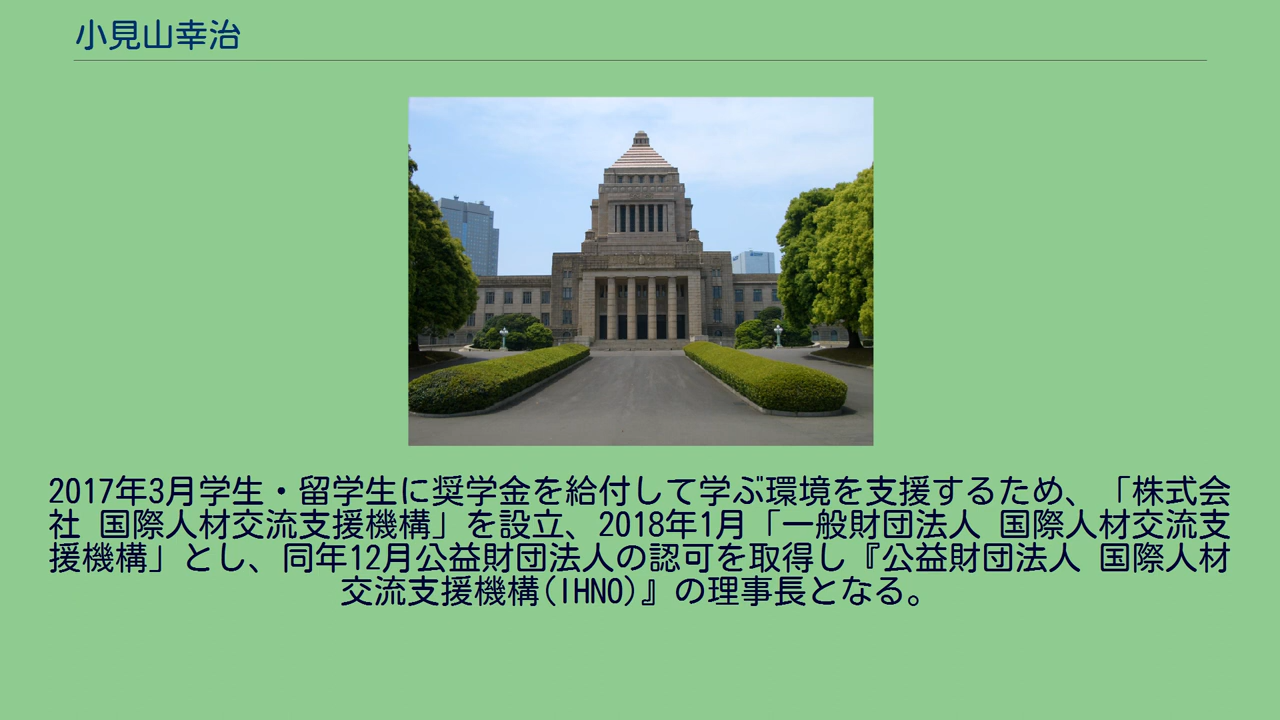 小見山幸治
2017年3月学生・留学生に奨学金を給付して学ぶ環境を支援するため、「株式会
社 国際人材交流支援機構」を設立、2018年1月「一般財団法人 国際人材交流支
援機構」とし、同年12月公益財団法人の認可を取得し『公益財団法人 国際人材
交流支援機構(IHNO)』の理事長となる。